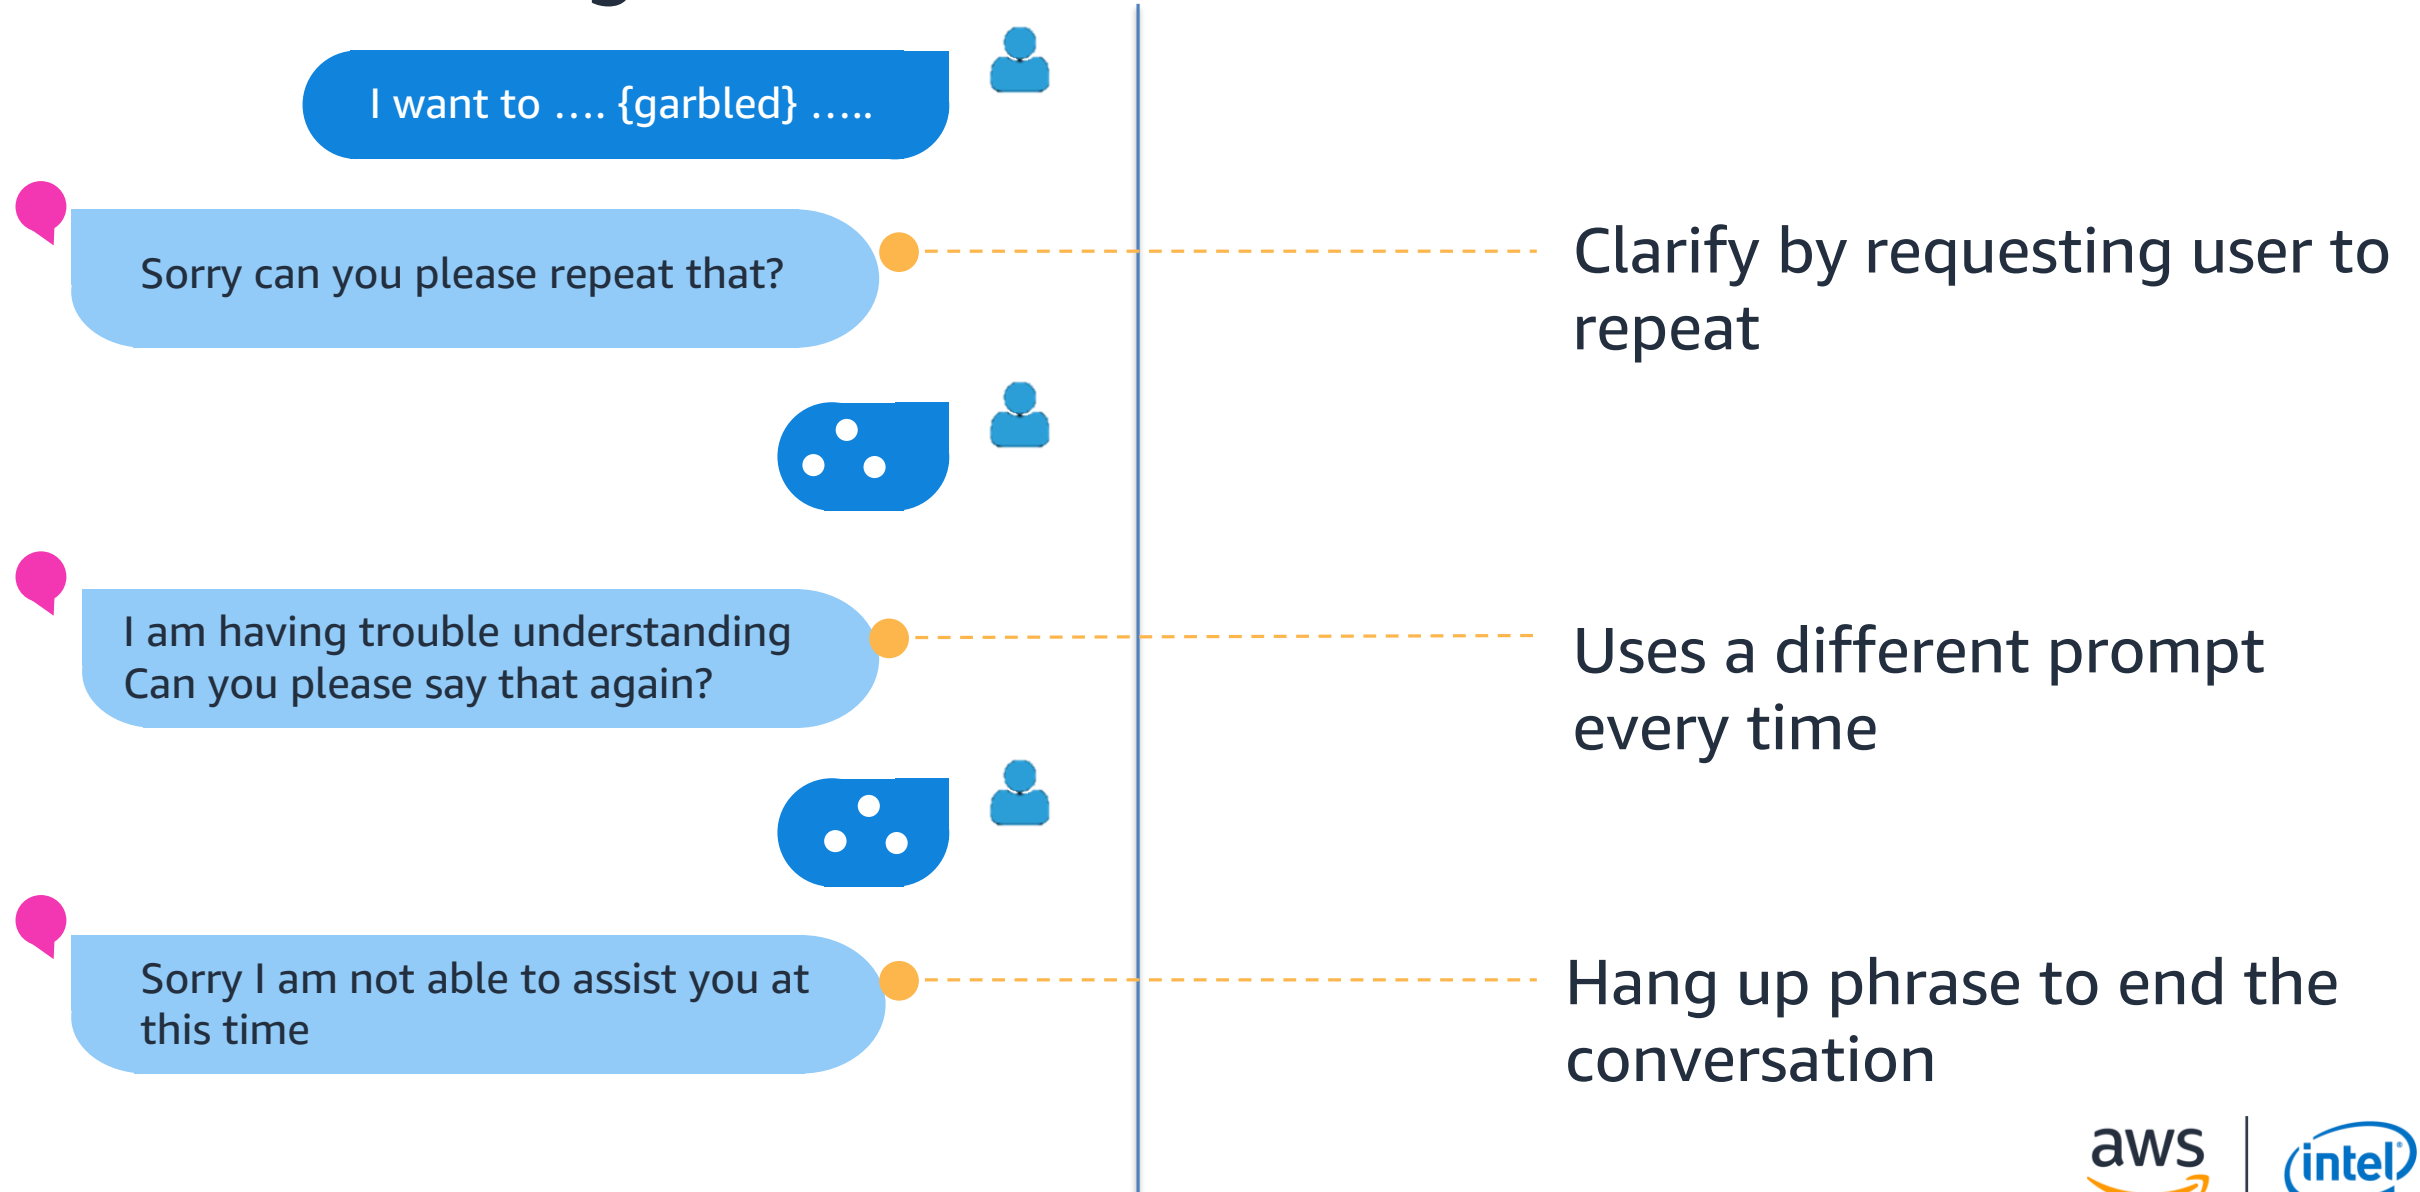 I want to .... {garbled} .....
Sorry can you please repeat that?
Clarify by requesting user to
repeat
I am having trouble understanding
Can you please say that again?
Uses a different prompt
every time
Sorry I am not able to assist you at
this time
Hang up phrase to end the
conversation
aws
intel